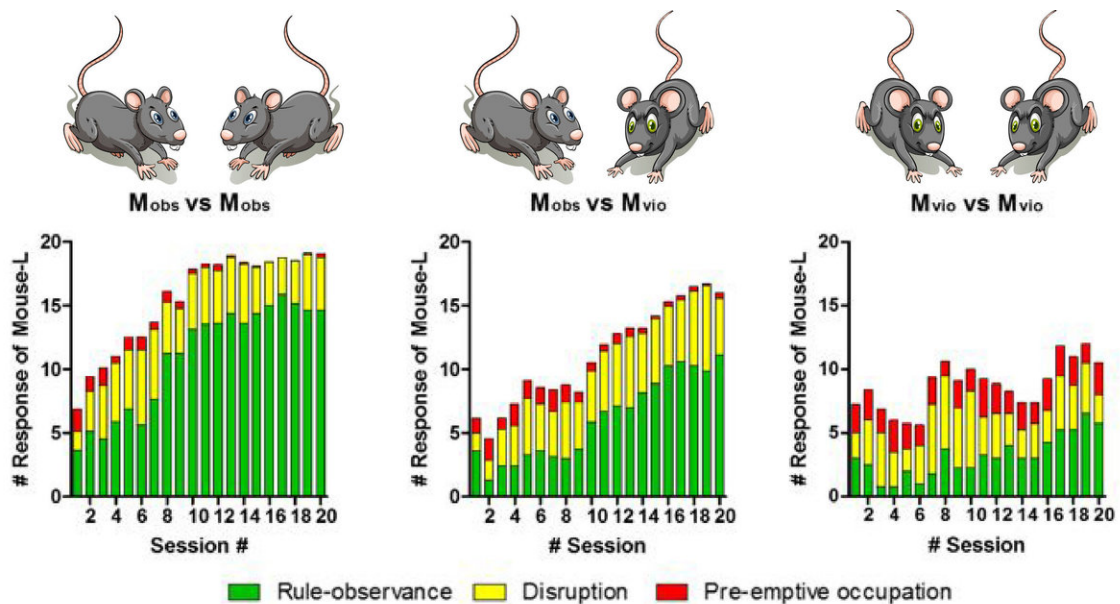 Mobs vs Mobs
Mobs vs Mvio
Mvio vs Mvio
# Response of Mouse-L
20
15
10
5
0
2 4 6 8 10 12 14 16 18 20
Session #
# Response of Mouse-L
20
15
10
5
0
2 4 6 8 10 12 14 16 18 20
# Session
# Response of Mouse-L
20
15
10
5
0
2 4 6 8 10 12 14 16 18 20
# Session
Rule-observance Disruption Pre-emptive occupation